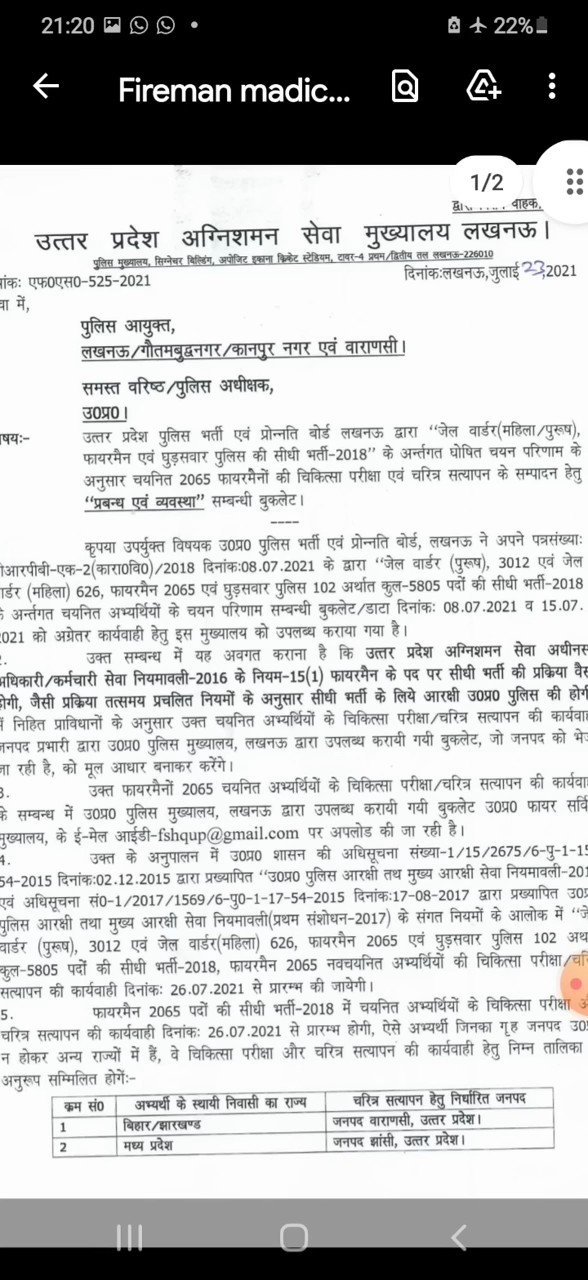 21:20
22%
Fireman madic...
1/2
वाहक,
उत्तर प्रदेश अग्निशमन सेवा मुख्यालय लखनऊ।
पुलिस मुख्यालय, सिग्नेचर बिल्डिंग, अपोजिट इकाना क्रिकेट स्टेडियम, टावर-4 प्रथम/द्वितीय तल लखनऊ-226010
एफ0एस0-525-2021
दिनांक:लखनऊ,जुलाई 23,2021
में,
पुलिस आयुक्त,
लखनऊ/गौतमबुद्वनगर/कानपुर नगर एवं वाराणसी।
समस्त वरिष्ठ/पुलिस अधीक्षक,
उ0प्र0।
षयः- उत्तर प्रदेश पुलिस भर्ती एवं प्रोन्नति बोर्ड लखनऊ द्वारा "जेल वार्डर(महिला/पुरूष),
फायरमैन एवं घुड़सवार पुलिस की सीधी भर्ती-2018" के अर्न्तगत घोषित चयन परिणाम के
अनुसार चयनित 2065 फायरमैनों की चिकित्सा परीक्षा एवं चरित्र सत्यापन के सम्पादन हेतु
"प्रबन्ध एवं व्यवस्था" सम्बन्धी बुकलेट।
----
कृपया उपर्युक्त विषयक उ0प्र0 पुलिस भर्ती एवं प्रोन्नति बोर्ड, लखनऊ ने अपने पत्रसंख्याः
आरपीबी-एक-2(कारा0वि0)/2018 दिनांक:08.07.2021 के द्वारा "जेल वार्डर (पुरूष), 3012 एवं जेल
र्डर (महिला) 626, फायरमैन 2065 एवं घुड़सवार पुलिस 102 अर्थात कुल-5805 पदों की सीधी भर्ती-2018
अर्न्तगत चयनित अभ्यर्थियों के चयन परिणाम सम्बन्धी बुकलेट/डाटा दिनांक: 08.07.2021 व 15.07.
021 को अग्रेतर कार्यवाही हेतु इस मुख्यालय को उपलब्ध कराया गया है।
. उक्त सम्बन्ध में यह अवगत कराना है कि उत्तर प्रदेश अग्निशमन सेवा अधीनस
अधिकारी/कर्मचारी सेवा नियमावली-2016 के नियम-15(1) फायरमैन के पद पर सीधी भर्ती की प्रक्रिया वैस
होगी, जैसी प्रक्रिया तत्समय प्रचलित नियमों के अनुसार सीधी भर्ती के लिये आरक्षी उ0प्र0 पुलिस की होगी
निहित प्राविधानों के अनुसार उक्त चयनित अभ्यर्थियों के चिकित्सा परीक्षा/चरित्र सत्यापन की कार्यवा
जनपद प्रभारी द्वारा उ0प्र0 पुलिस मुख्यालय, लखनऊ द्वारा उपलब्ध करायी गयी बुकलेट, जो जनपद को भे
जा रही है, को मूल आधार बनाकर करेंगे।
3. उक्त फायरमैनों 2065 चयनित अभ्यर्थियों के चिकित्सा परीक्षा/चरित्र सत्यापन की कार्यवा
के सम्बन्ध में उ0प्र0 पुलिस मुख्यालय, लखनऊ द्वारा उपलब्ध करायी गयी बुकलेट उ0प्र0 फायर सर्वि
मुख्यालय, के ई-मेल आईडी-fshqup@gmail.com पर अपलोड की जा रही है।
4. उक्त के अनुपालन में उ0प्र0 शासन की अधिसूचना संख्या-1/15/2675/6-पु-1-15
54-2015 दिनांक:02.12.2015 द्वारा प्रख्यापित "उ0प्र0 पुलिस आरक्षी तथ मुख्य आरक्षी सेवा नियमावली-201
एवं अधिसूचना सं0-1/2017/1569/6-पु0-1-17-54-2015 दिनांक:17-08-2017 द्वारा प्रख्यापित उ0प्र
पुलिस आरक्षी तथा मुख्य आरक्षी सेवा नियमावली(प्रथम संशोधन-2017) के संगत नियमों के आलोक में "जे
वार्डर (पुरूष), 3012 एवं जेल वार्डर(महिला) 626, फायरमैन 2065 एवं घुड़सवार पुलिस 102 अर्था
कुल-5805 पदों की सीधी भर्ती-2018, फायरमैन 2065 नवचयनित अभ्यर्थियों की चिकित्सा परीक्षा/चरि
सत्यापन की कार्यवाही दिनांक: 26.07.2021 से प्रारम्भ की जायेगी।
5. फायरमैन 2065 पदों की सीधी भर्ती-2018 में चयनित अभ्यर्थियों के चिकित्सा परीक्षा
चरित्र सत्यापन की कार्यवाही दिनांक: 26.07.2021 से प्रारम्भ होगी, ऐसे अभ्यर्थी जिनका गृह जनपद उ0
न होकर अन्य राज्यों में हैं, वे चिकित्सा परीक्षा और चरित्र सत्यापन की कार्यवाही हेतु निम्न तालिका
अनुरूप सम्मिलित होगेंः-
कम सं0 अभ्यर्थी के स्थायी निवासी का राज्य चरित्र सत्यापन हेतु निर्धारित जनपद
1 बिहार/झारखण्ड जनपद वाराणसी, उत्तर प्रदेश।
2 मध्य प्रदेश जनपद झांसी, उत्तर प्रदेश।